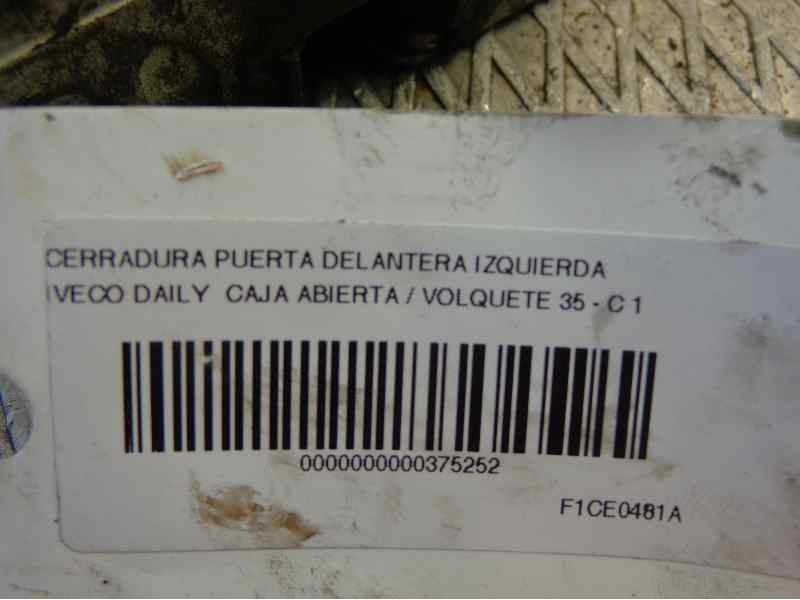 CERRADURA PUERTA DELANTERA IZQUIERDA
IVECO DAILY CAJA ABIERTA / VOLQUETE 35 - C 1
0000000000375252
F1CE0481A